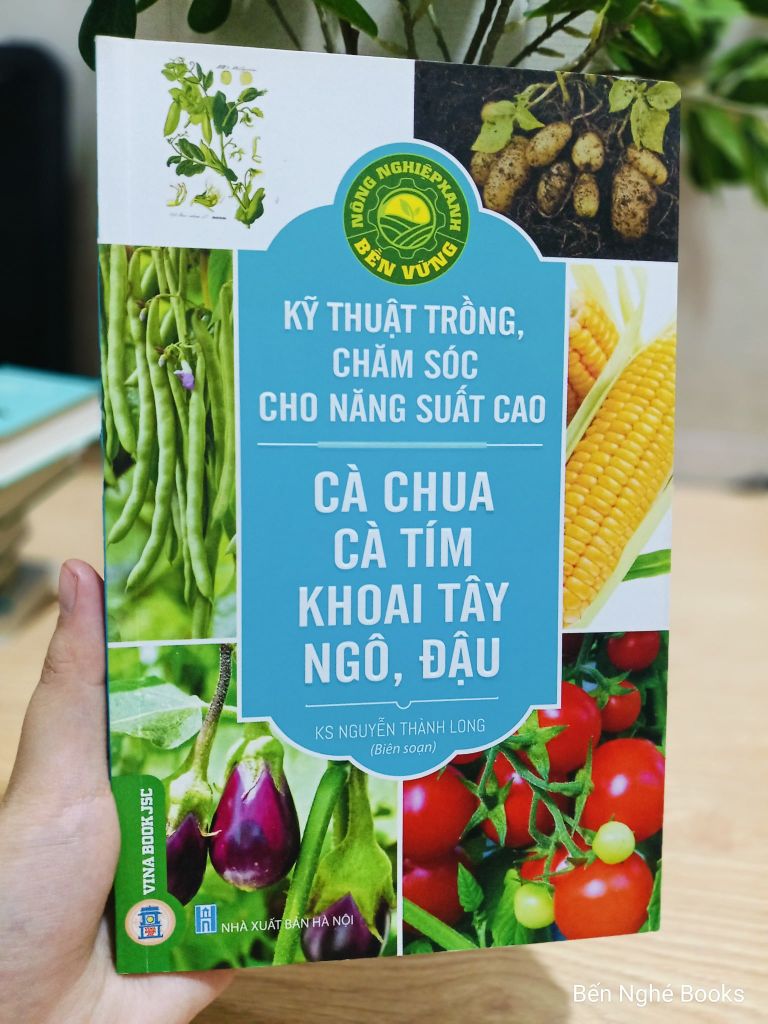 NÔNG NGHIỆP XANH
BỀN VỮNG
KỸ THUẬT TRỒNG,
CHĂM SÓC
CHO NĂNG SUẤT CAO
CÀ CHUA
CÀ TÍM
KHOAI TÂY
NGÔ, ĐẬU
KS NGUYỄN THÀNH LONG
(Biên soạn)
VINA BOOK JSC
NHÀ XUẤT BẢN HÀ NỘI
Bến Nghé Books